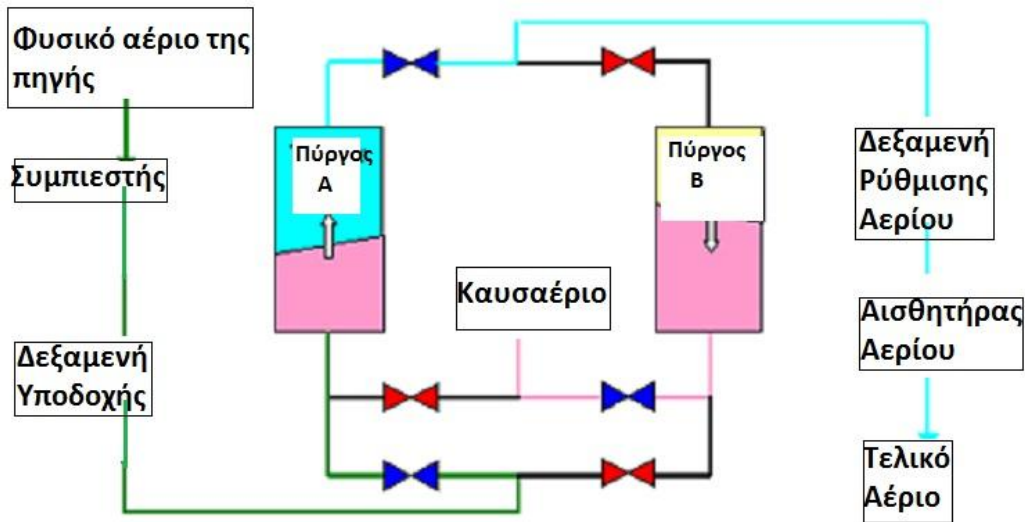 Φυσικό αέριο της
πηγής
Συμπιεστής
Δεξαμενή
Υποδοχής
Πύργος
Α
Πύργος
Β
Καυσαέριο
Δεξαμενή
Ρύθμισης
Αερίου
Αισθητήρας
Αερίου
Τελικό
Αέριο